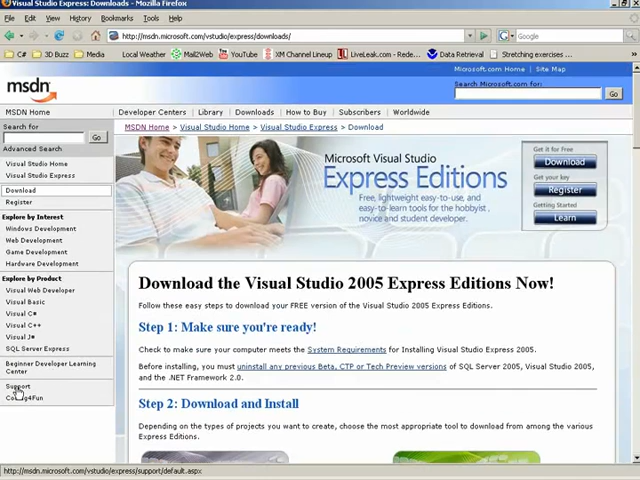 Visual Studio Express: Downloads - Mozilla Firefox
File Edit View History Bookmarks Tools Help
http://msdn.microsoft.com/vstudio/express/downloads/
Google
C# 3D Buzz Media Local Weather Mail2Web YouTube XM Channel Lineup LiveLeak.com - Rede... Data Retrieval Stretching exercises ...
Microsoft.com Home | Site Map
msdn
Search Microsoft.com for:
Go
MSDN Home | Developer Centers | Library | Downloads | How to Buy | Subscribers | Worldwide
Search for
Go
Advanced Search
MSDN Home > Visual Studio Home > Visual Studio Express > Download
Visual Studio Home
Visual Studio Express
Download
Register
Explore by Interest
Windows Development
Web Development
Game Development
Hardware Development
Explore by Product
Visual Web Developer
Visual Basic
Visual C#
Visual C++
Visual J#
SQL Server Express
Beginner Developer Learning
Center
Support
Coding4Fun
Microsoft Visual Studio
Express Editions
Free, lightweight easy-to-use, and
easy-to-learn tools for the hobbyist,
novice and student developer.
Get it for Free
Download
Get your key
Register
Getting Started
Learn
Download the Visual Studio 2005 Express Editions Now!
Follow these easy steps to download your FREE version of the Visual Studio 2005 Express Editions.
Step 1: Make sure you're ready!
Check to make sure your computer meets the System Requirements for Installing Visual Studio 2005 Express Edition.
Before installing, you must uninstall any previous Beta, CTP or Tech Preview versions of SQL Server 2005, Visual Studio 2005,
and the .NET Framework 2.0.
Step 2: Download and Install
Depending on the types of projects you want to create, choose the most appropriate tool to download from among the various
Express Editions.
http://msdn.microsoft.com/vstudio/express/support/default.aspx